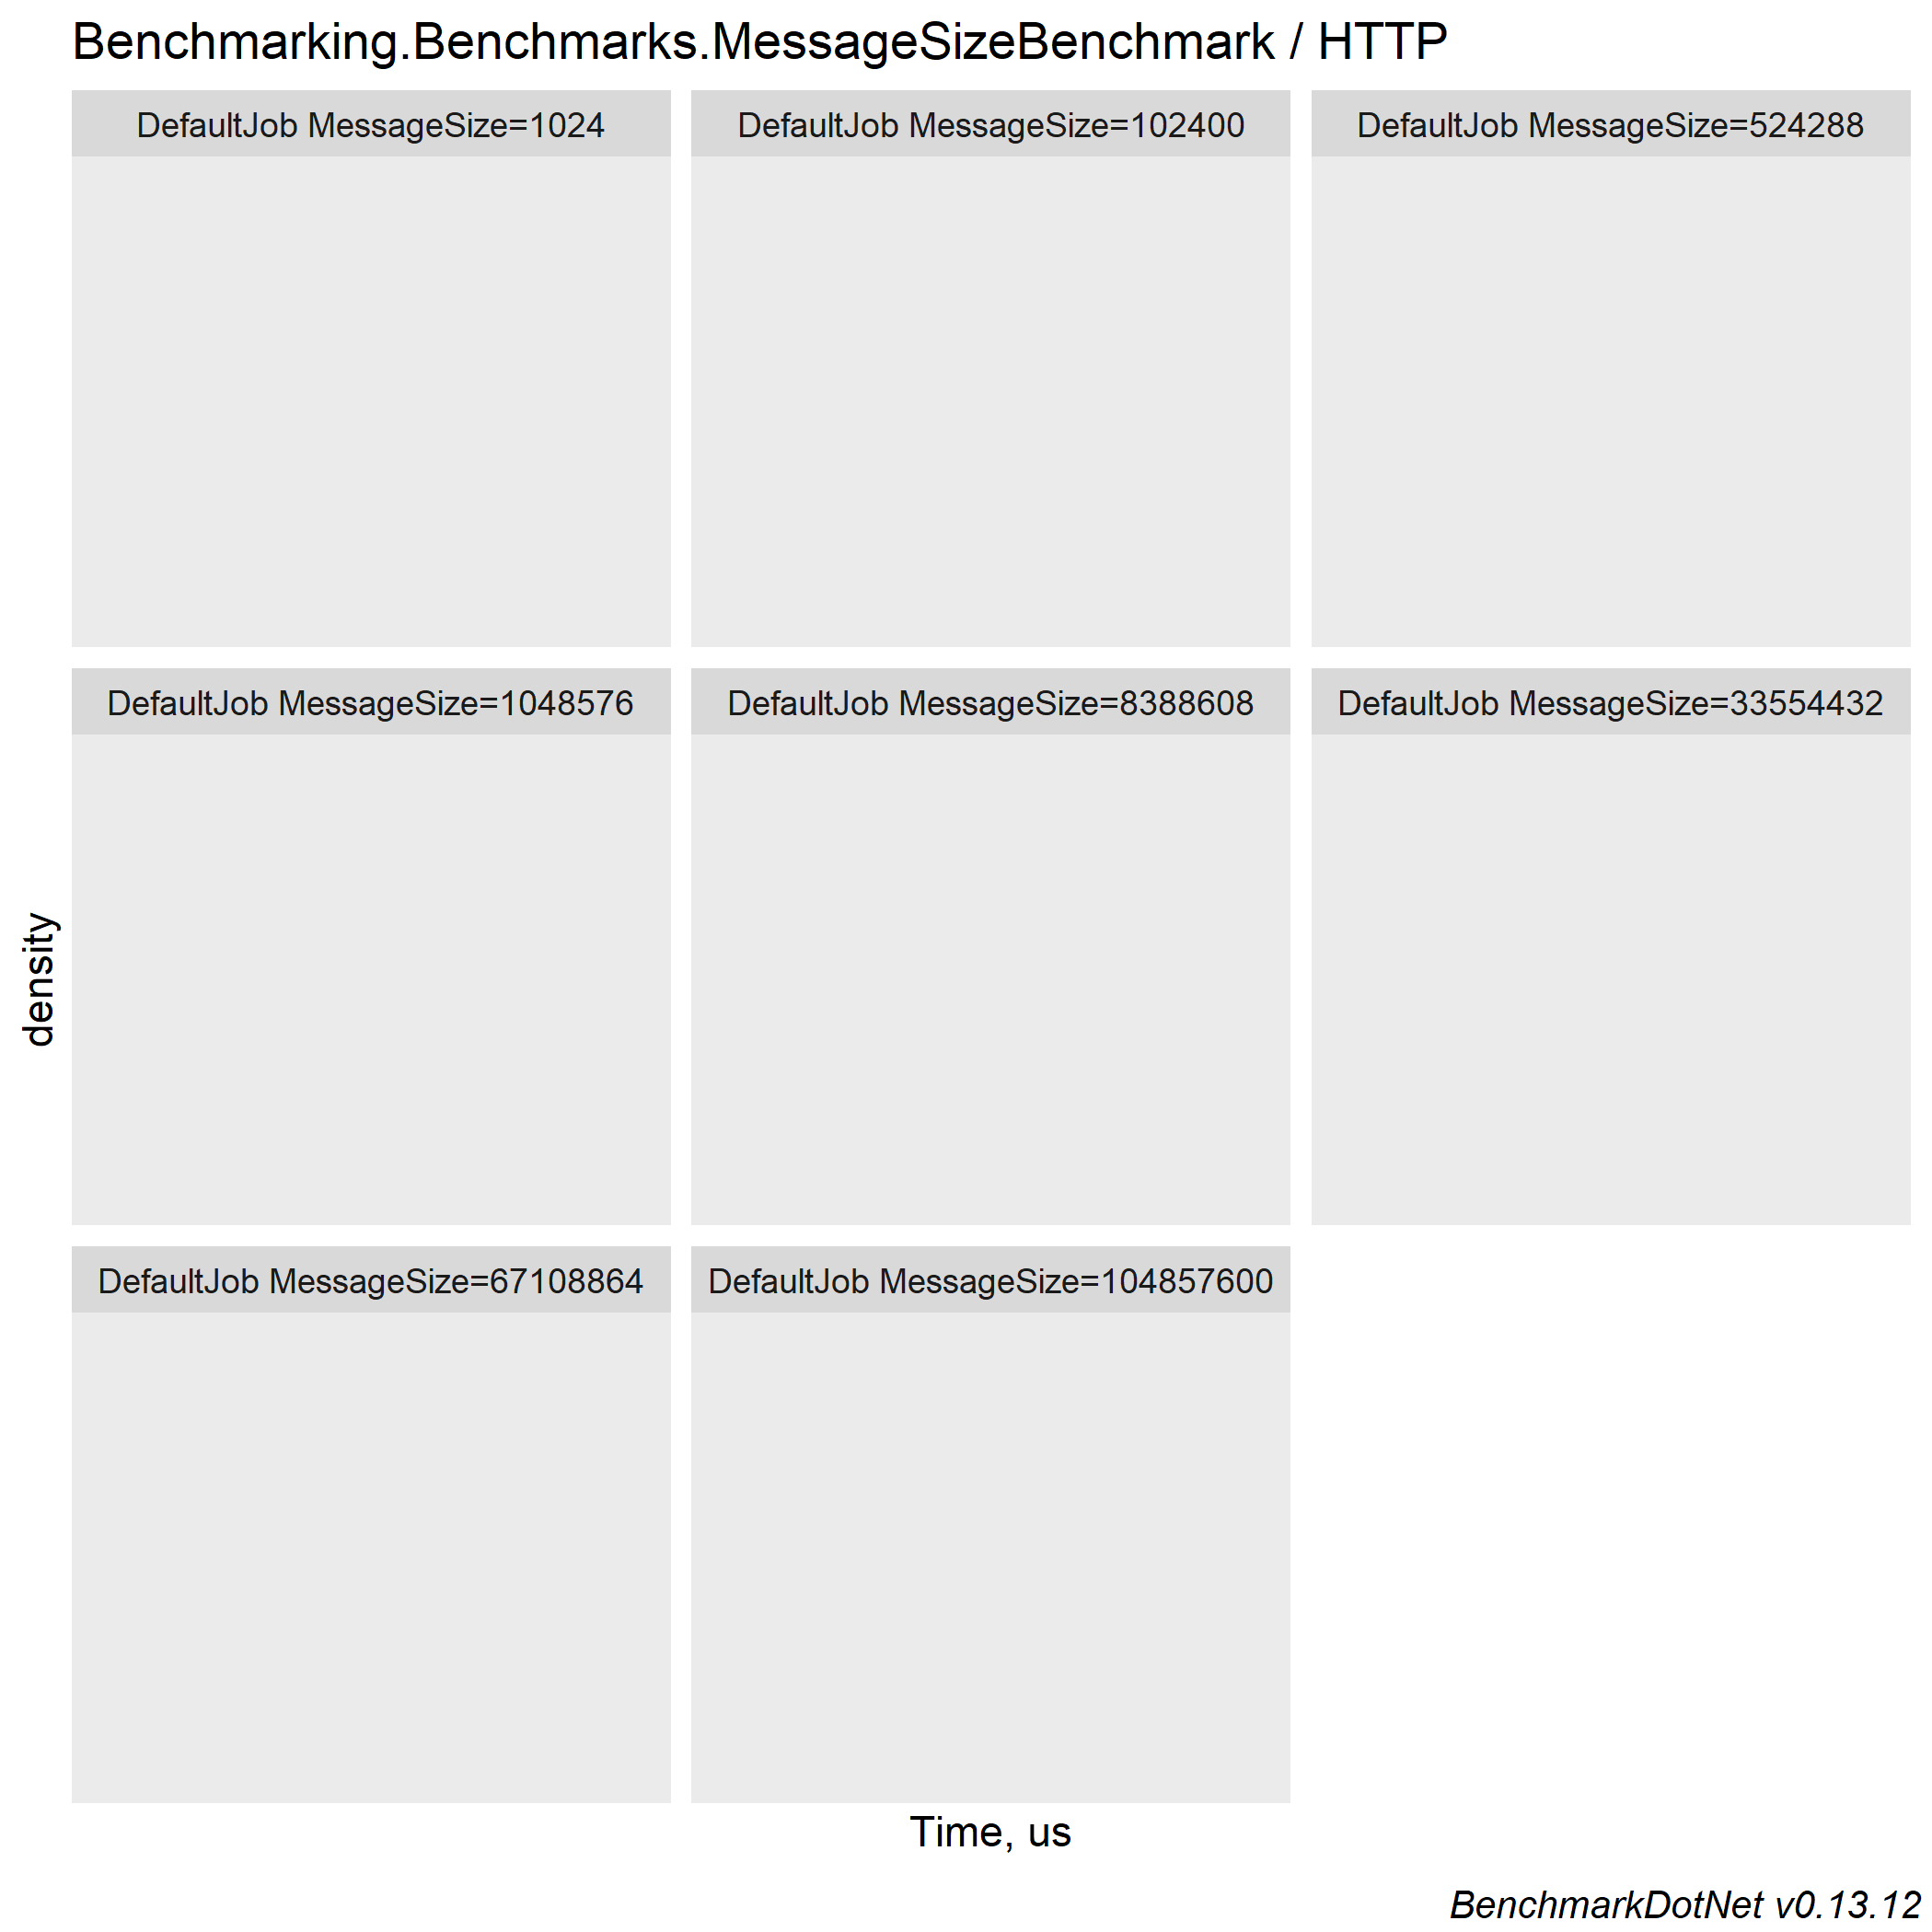 Benchmarking.Benchmarks.MessageSizeBenchmark / HTTP
DefaultJob MessageSize=1024
DefaultJob MessageSize=102400
DefaultJob MessageSize=524288
DefaultJob MessageSize=1048576
DefaultJob MessageSize=8388608
DefaultJob MessageSize=33554432
density
DefaultJob MessageSize=67108864
DefaultJob MessageSize=104857600
Time, us
BenchmarkDotNet v0.13.12